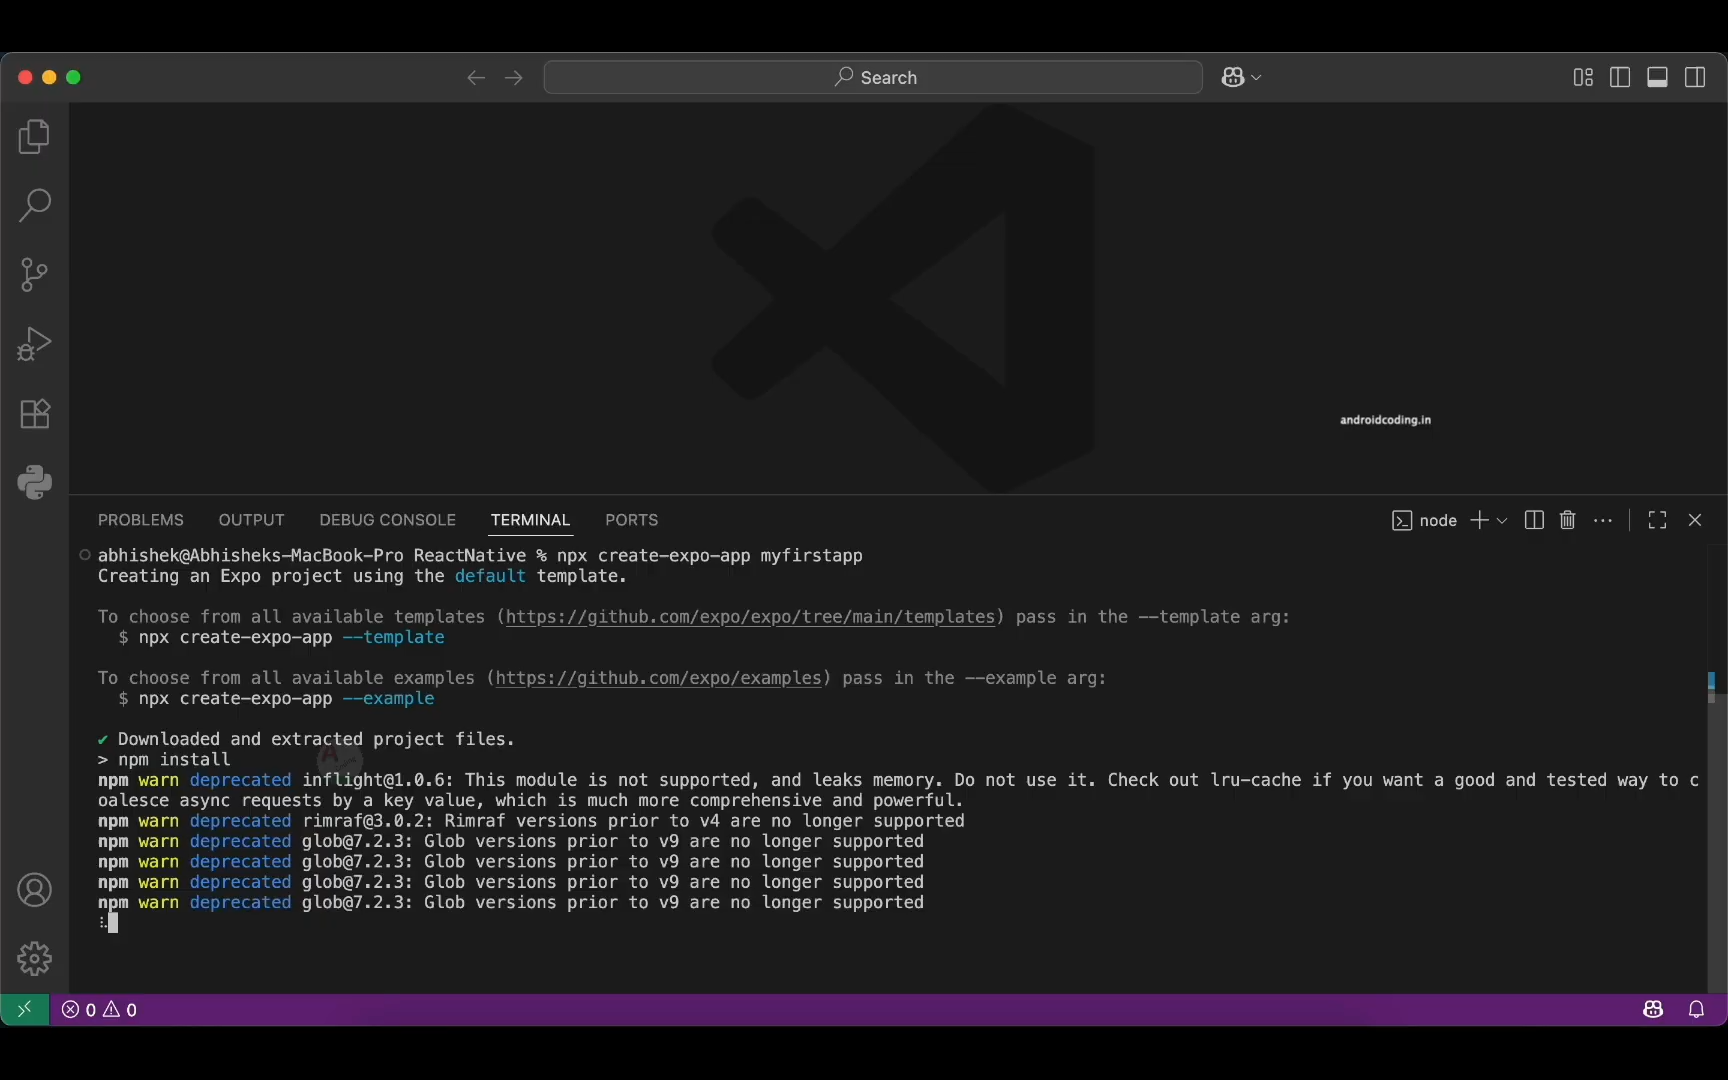 Search
androidcoding.in
PROBLEMS OUTPUT DEBUG CONSOLE TERMINAL PORTS node
abhishek@Abhisheks-MacBook-Pro ReactNative % npx create-expo-app myfirstapp
Creating an Expo project using the default template.
To choose from all available templates (https://github.com/expo/expo/tree/main/templates) pass in the --template arg:
$ npx create-expo-app --template
To choose from all available examples (https://github.com/expo/examples) pass in the --example arg:
$ npx create-expo-app --example
✔ Downloaded and extracted project files.
> npm install
npm warn deprecated inflight@1.0.6: This module is not supported, and leaks memory. Do not use it. Check out lru-cache if you want a good and tested way to c
oalesce async requests by a key value, which is much more comprehensive and powerful.
npm warn deprecated rimraf@3.0.2: Rimraf versions prior to v4 are no longer supported
npm warn deprecated glob@7.2.3: Glob versions prior to v9 are no longer supported
npm warn deprecated glob@7.2.3: Glob versions prior to v9 are no longer supported
npm warn deprecated glob@7.2.3: Glob versions prior to v9 are no longer supported
npm warn deprecated glob@7.2.3: Glob versions prior to v9 are no longer supported
0 0